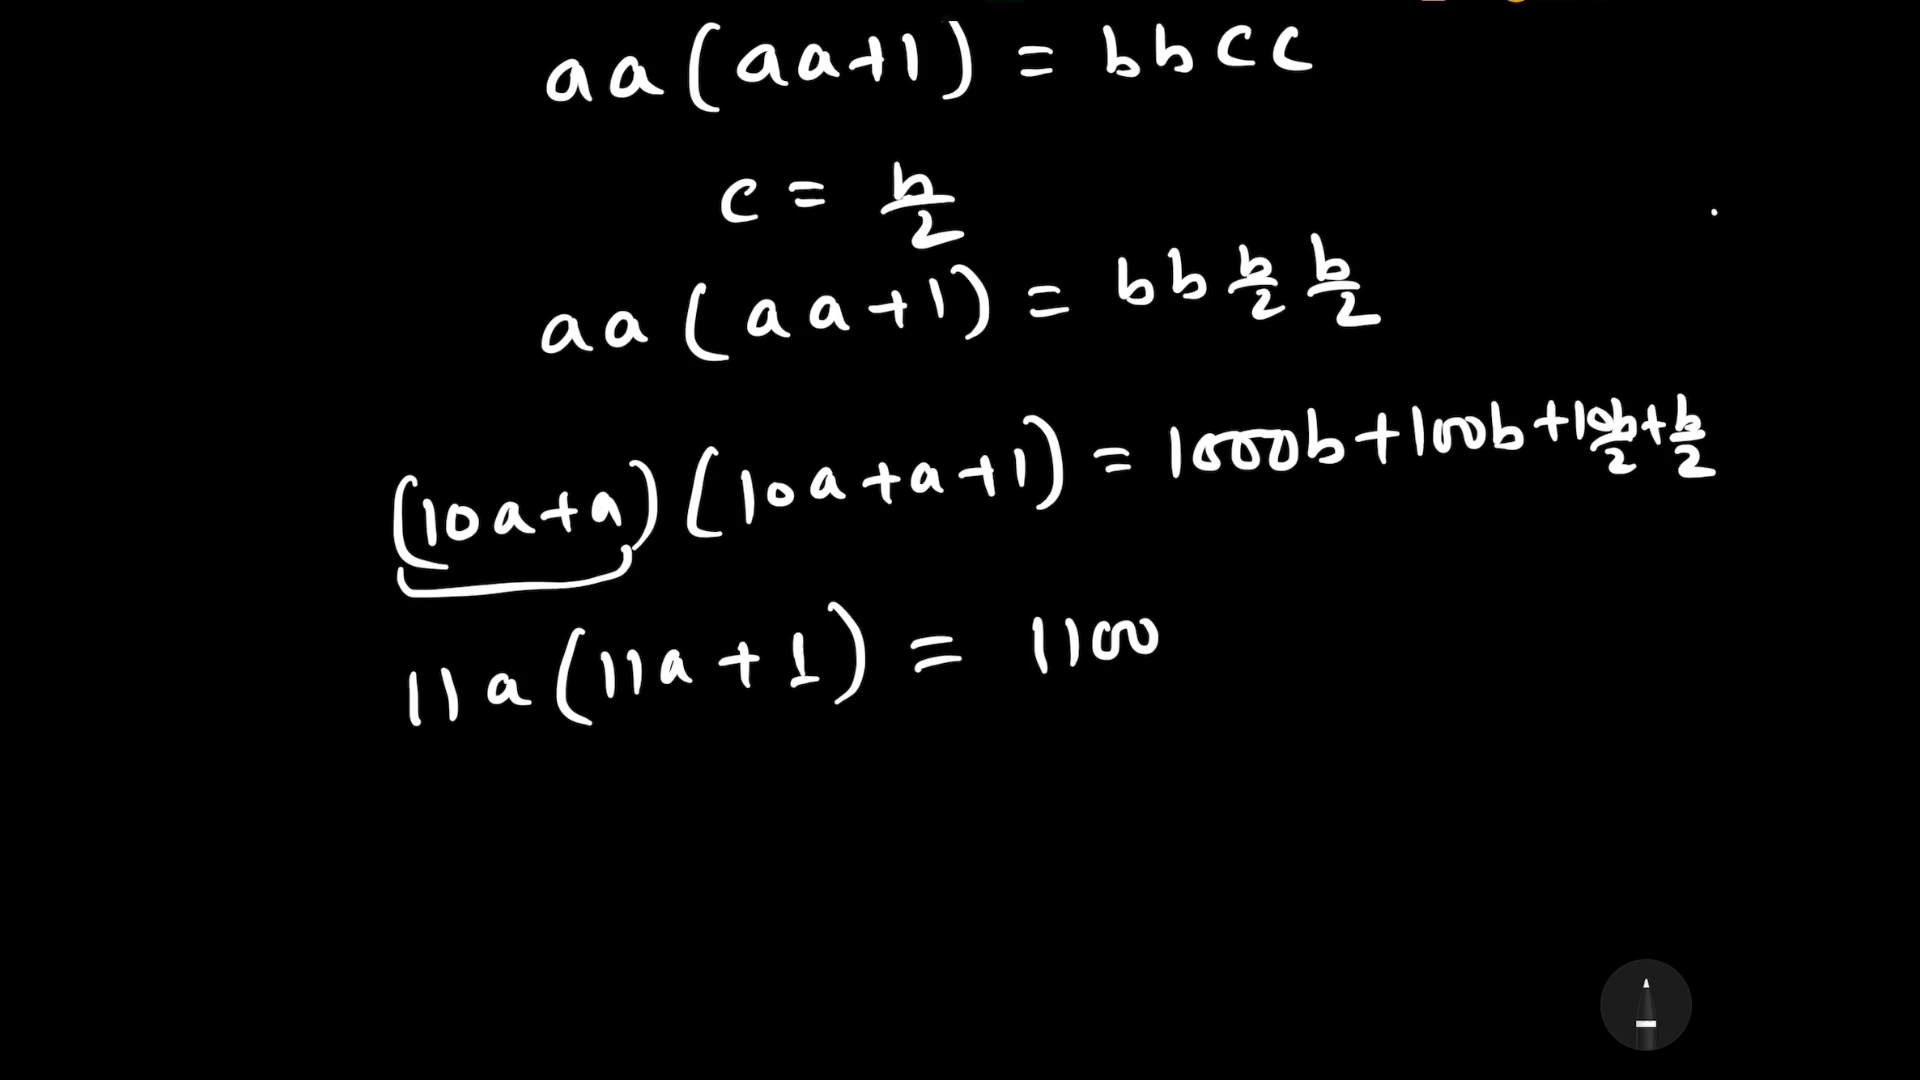 aa(aa+1) = bbcc
c = b/2
aa(aa+1) = bb b/2 b/2
(10a+a)(10a+a+1) = 1000b+100b+10b/2+b/2
11a(11a+1) = 1100